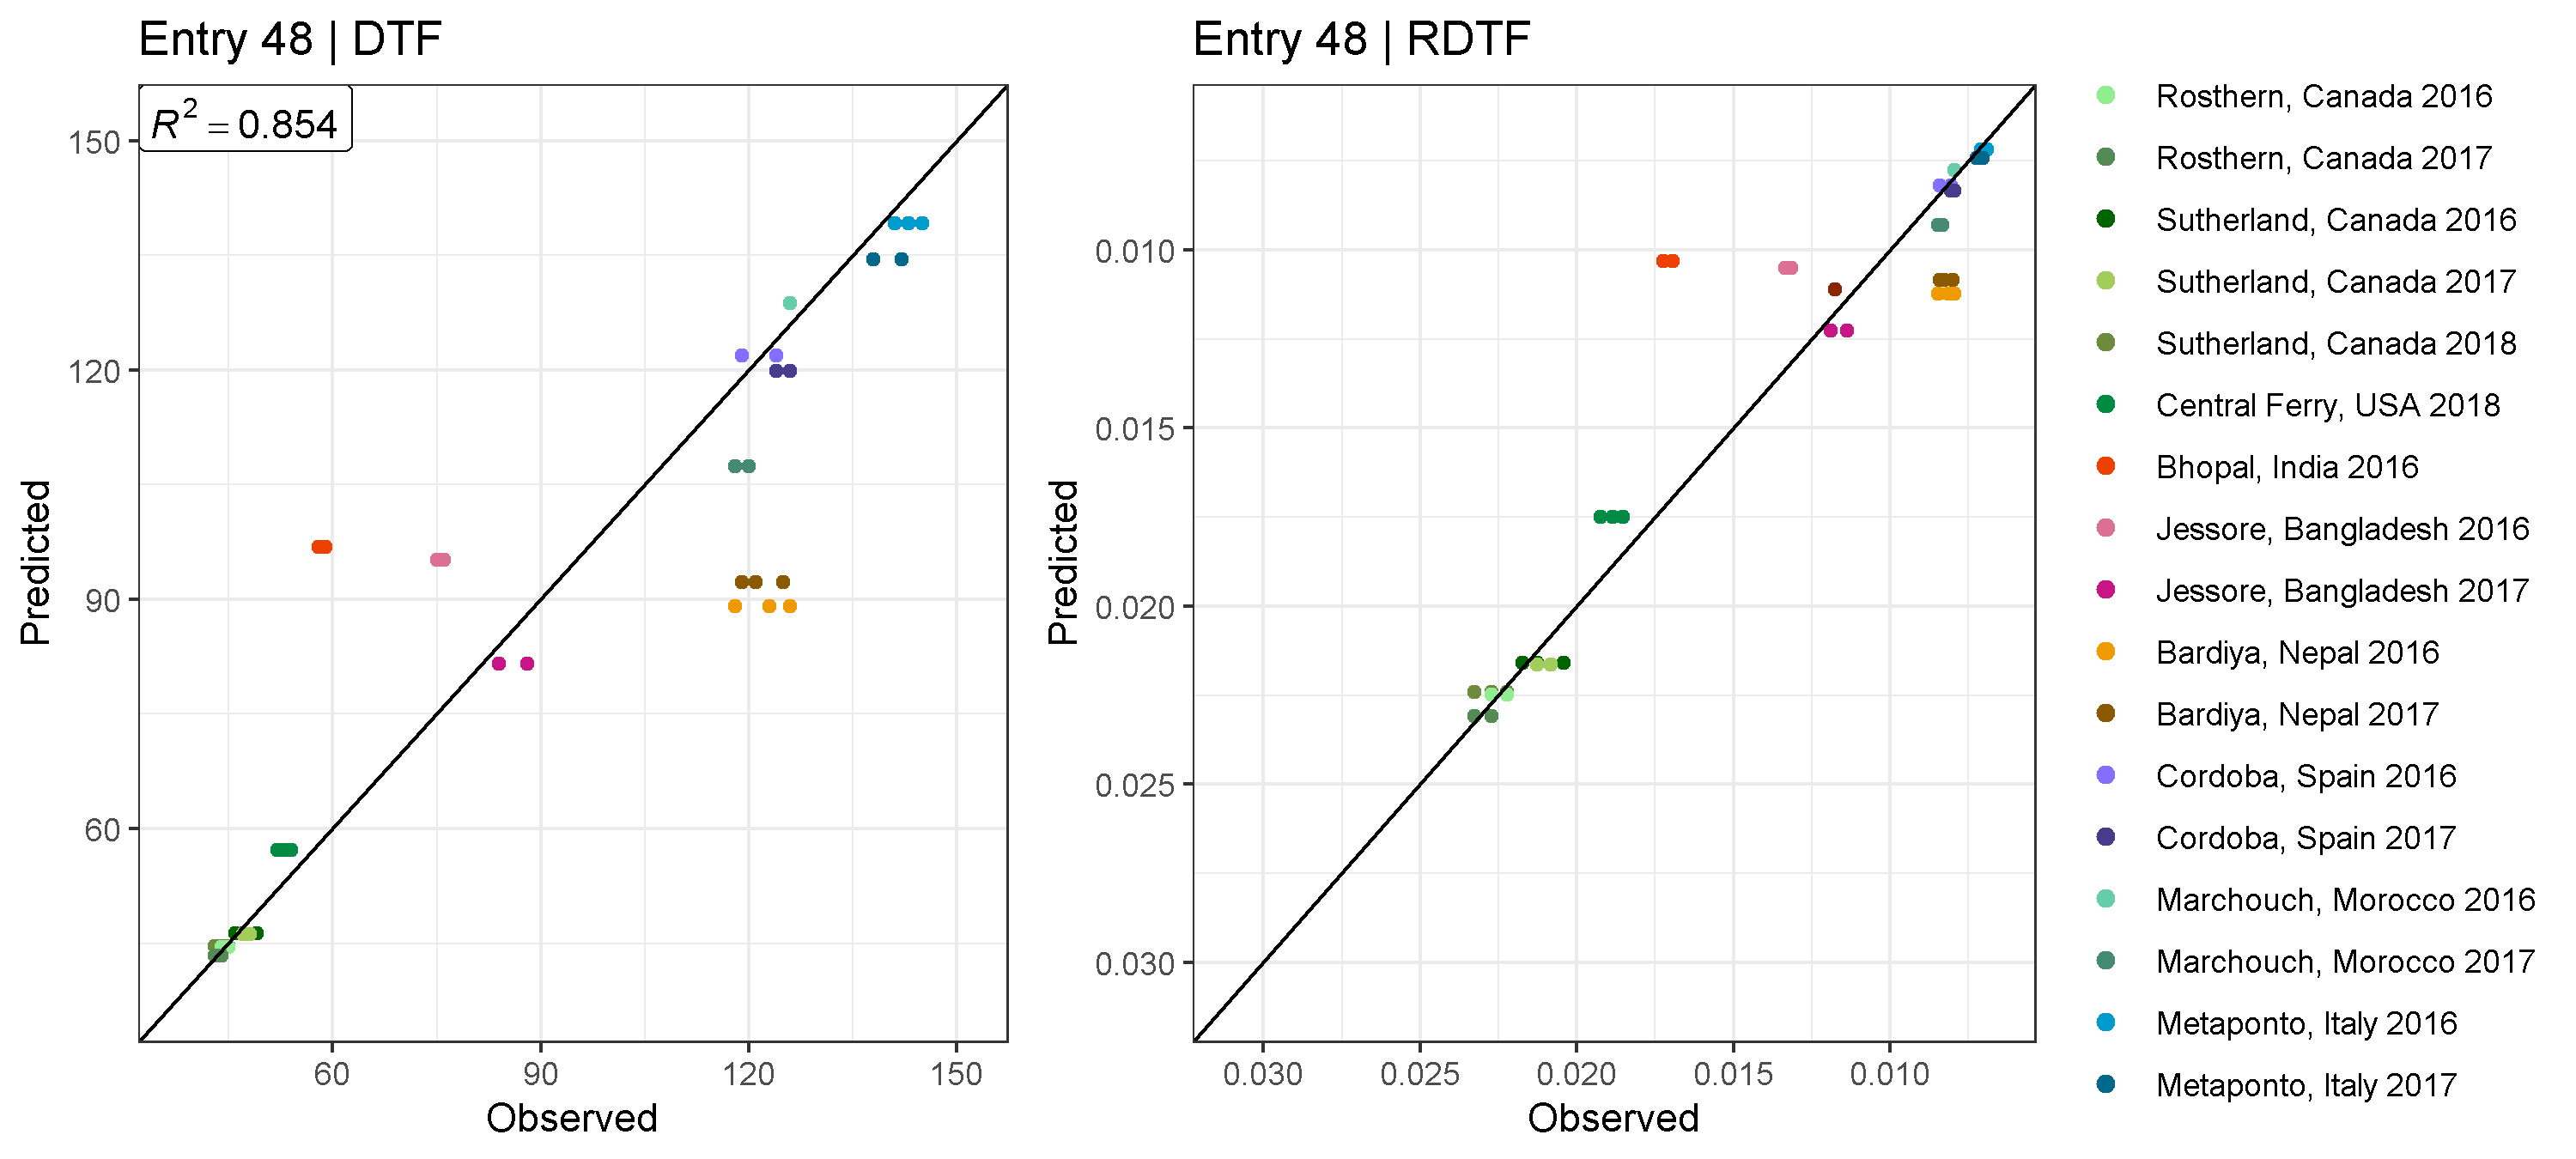 Entry 48 | DTF
R² = 0.854
150
120
90
60
Predicted
60 90 120 150
Observed
Entry 48 | RDTF
0.010
0.015
0.020
0.025
0.030
Predicted
0.030 0.025 0.020 0.015 0.010
Observed
Rosthern, Canada 2016
Rosthern, Canada 2017
Sutherland, Canada 2016
Sutherland, Canada 2017
Sutherland, Canada 2018
Central Ferry, USA 2018
Bhopal, India 2016
Jessore, Bangladesh 2016
Jessore, Bangladesh 2017
Bardiya, Nepal 2016
Bardiya, Nepal 2017
Cordoba, Spain 2016
Cordoba, Spain 2017
Marchouch, Morocco 2016
Marchouch, Morocco 2017
Metaponto, Italy 2016
Metaponto, Italy 2017